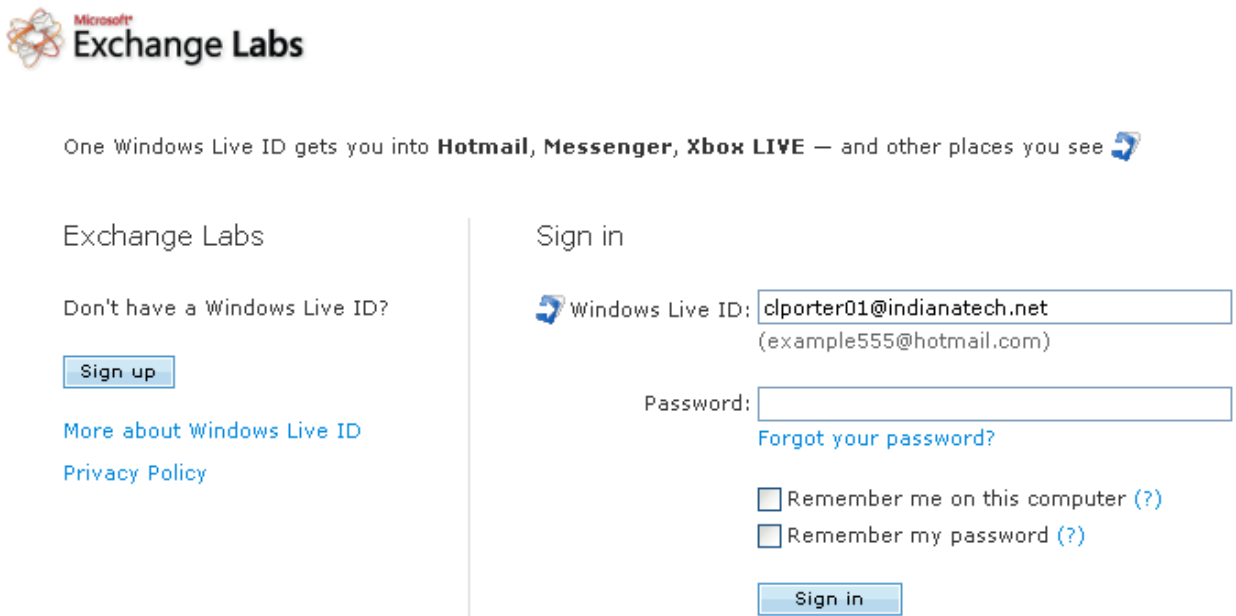 Microsoft®
Exchange Labs
One Windows Live ID gets you into Hotmail, Messenger, Xbox LIVE — and other places you see
Exchange Labs
Don't have a Windows Live ID?
Sign up
More about Windows Live ID
Privacy Policy
Sign in
Windows Live ID: clporter01@indianatech.net
(example555@hotmail.com)
Password:
Forgot your password?
Remember me on this computer (?)
Remember my password (?)
Sign in